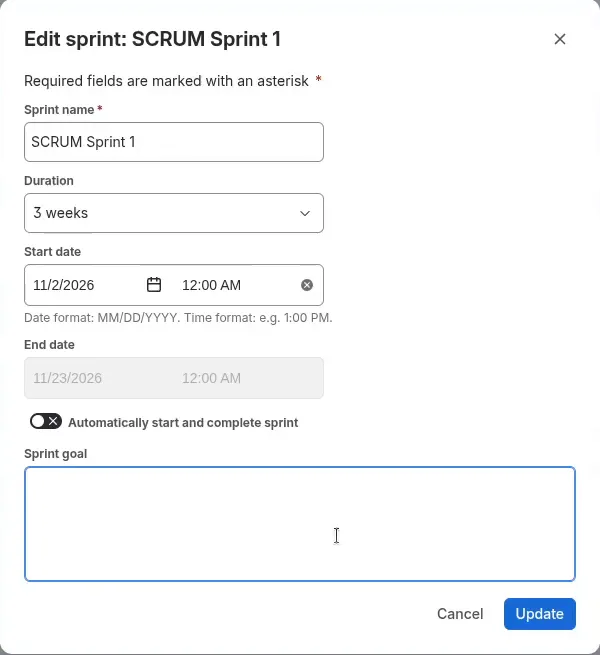 Edit sprint: SCRUM Sprint 1
Required fields are marked with an asterisk *
Sprint name *
SCRUM Sprint 1
Duration
3 weeks
Start date
11/2/2026 12:00 AM
Date format: MM/DD/YYYY. Time format: e.g. 1:00 PM.
End date
11/23/2026 12:00 AM
Automatically start and complete sprint
Sprint goal
Cancel Update